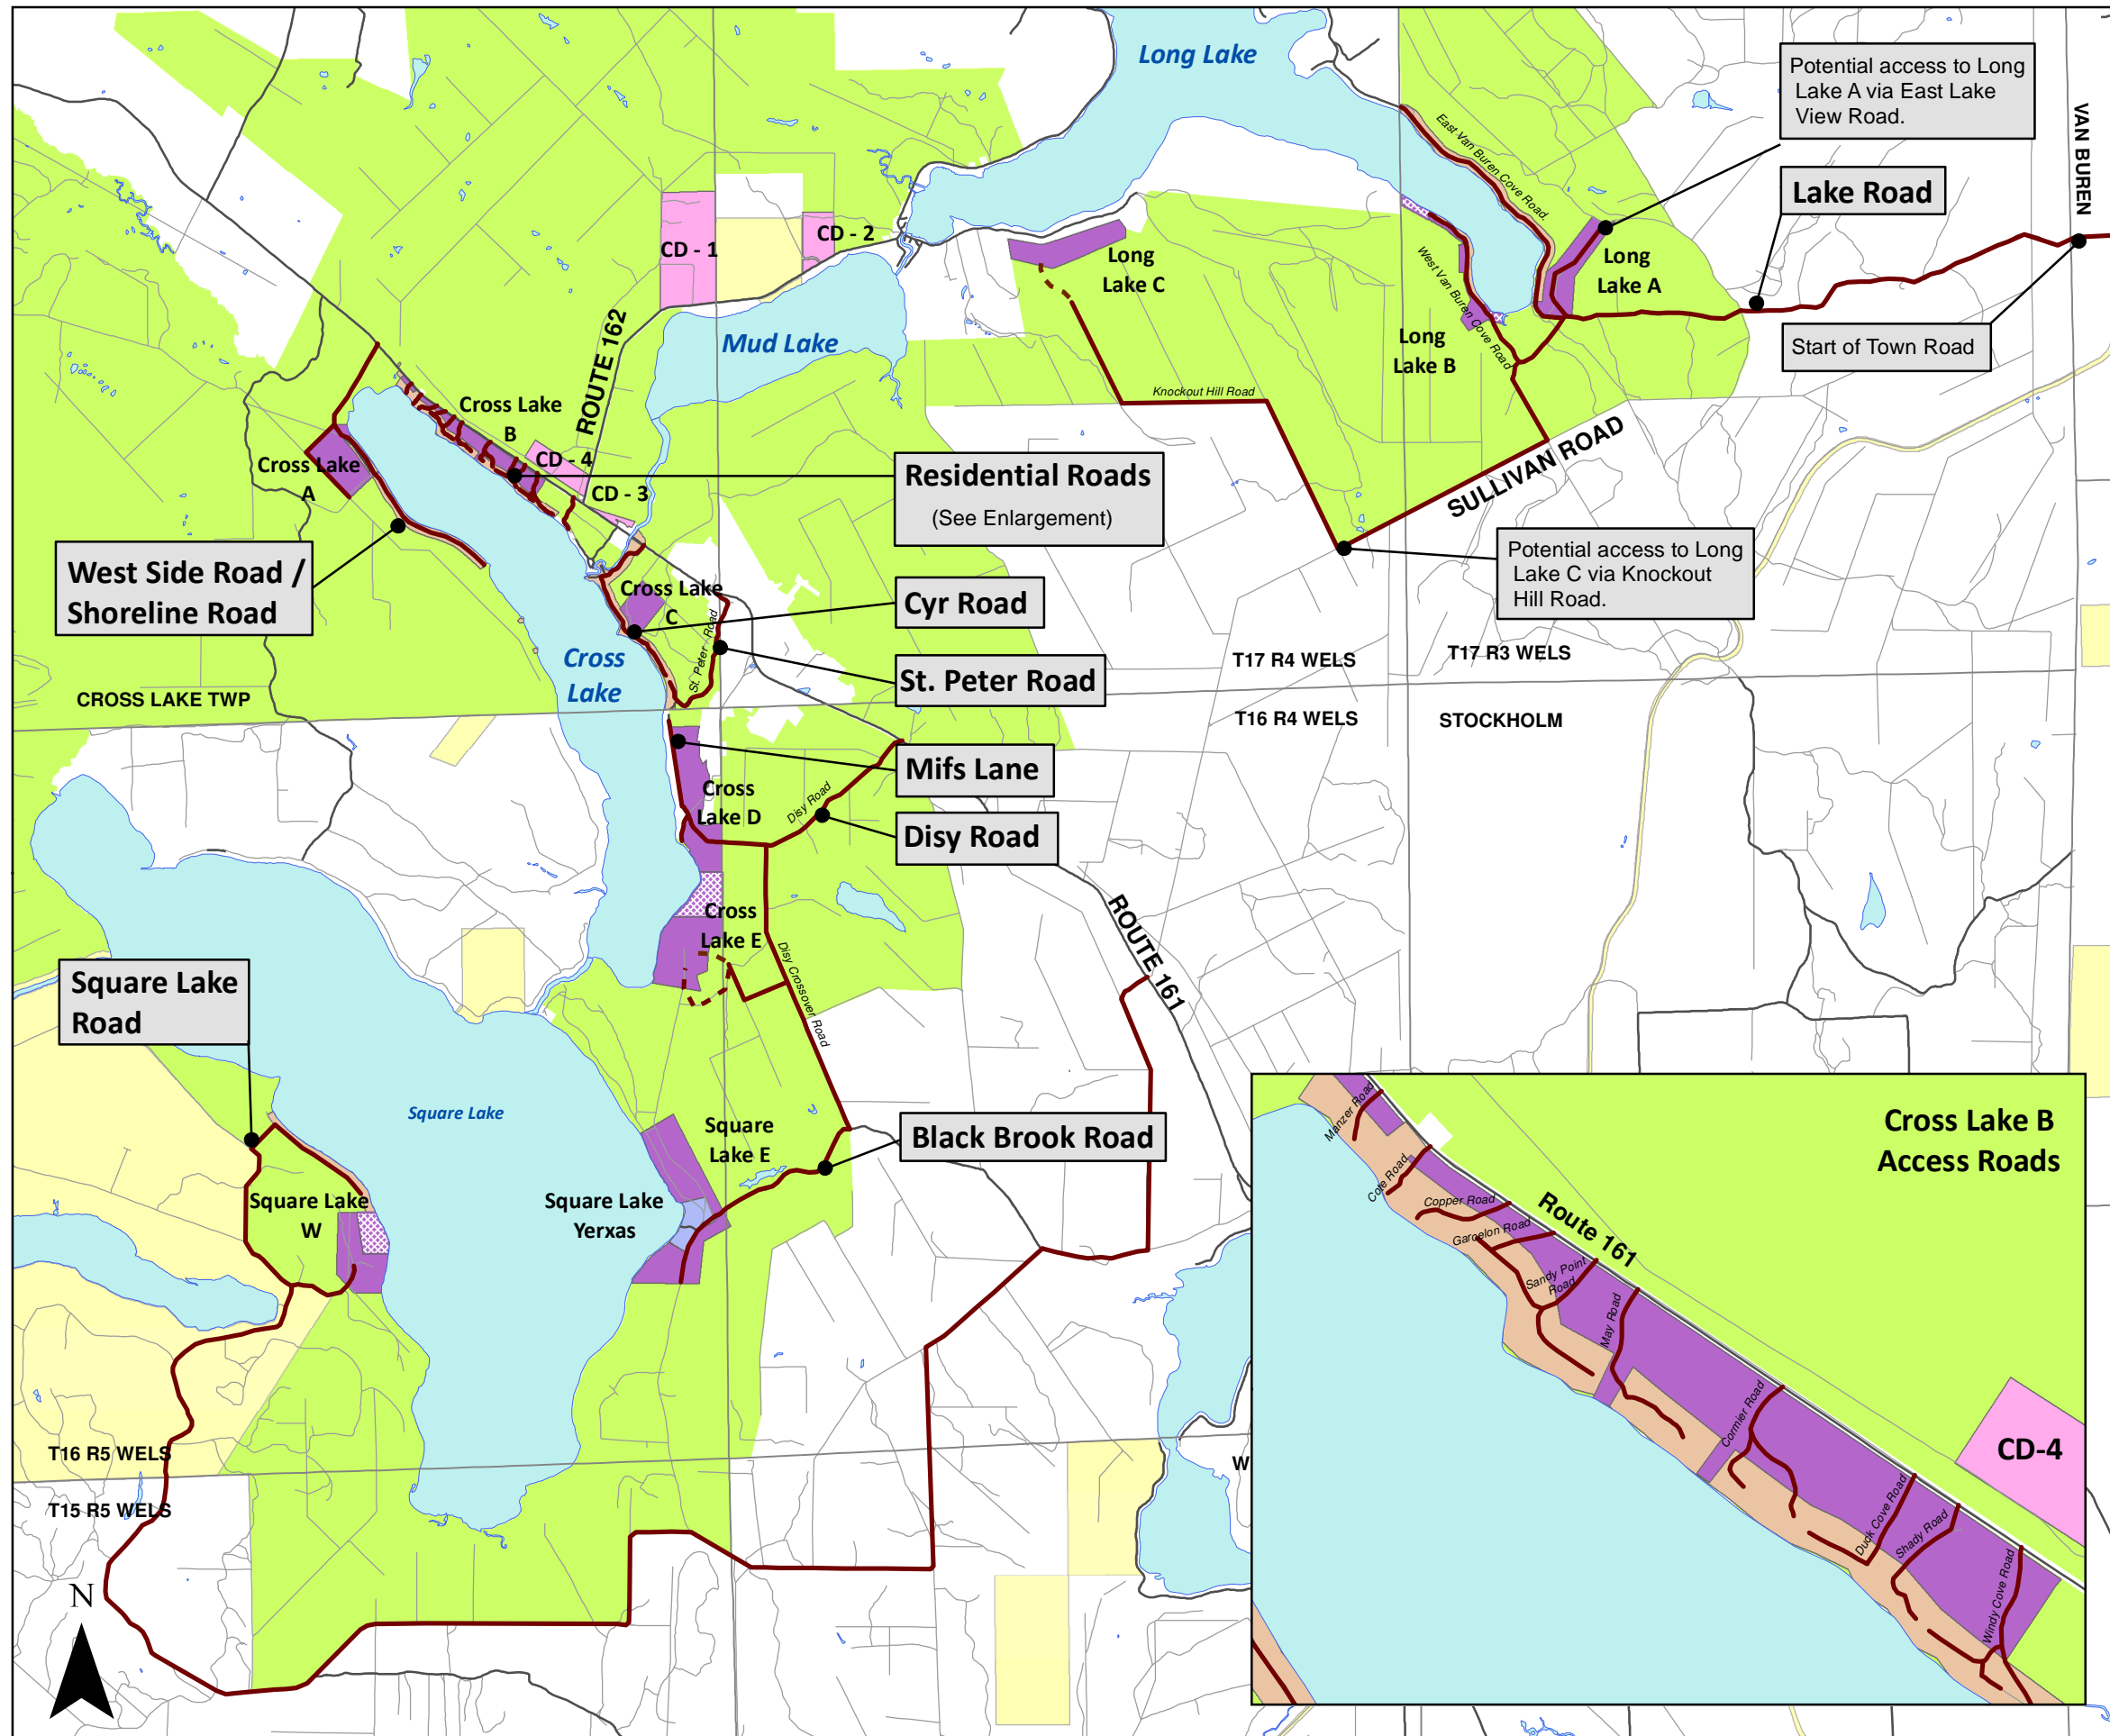 Long Lake
Potential access to Long
Lake A via East Lake
View Road.
VAN BUREN
East Van Buren Cove Road
Lake Road
CD - 1
CD - 2
Long
Lake C
Long
Lake A
West Van Buren Cove Road
Start of Town Road
Mud Lake
ROUTE 162
Long
Lake B
Knockout Hill Road
Cross Lake
B
CD - 4
Cross Lake
A
CD - 3
Residential Roads
(See Enlargement)
SULLIVAN ROAD
Potential access to Long
Lake C via Knockout
Hill Road.
West Side Road /
Shoreline Road
Cross Lake
C
Cyr Road
St. Peter Road
St. Peter Road
Cross
Lake
T17 R4 WELS
T17 R3 WELS
CROSS LAKE TWP
T16 R4 WELS
STOCKHOLM
Mifs Lane
Cross
Lake D
Disy Road
Disy Road
Cross
Lake E
Disy Crossover Road
ROUTE 161
Square Lake
Road
Square Lake
Square
Lake E
Black Brook Road
Square Lake
W
Square Lake
Yerxas
T16 R5 WELS
T15 R5 WELS
W
N
Cross Lake B
Access Roads
Manzer Road
Cole Road
Copper Road
Garcelon Road
Route 161
Sandy Point
Road
May Road
Cormier Road
CD-4
Duck Cove Road
Shady Road
Windy Cove Road